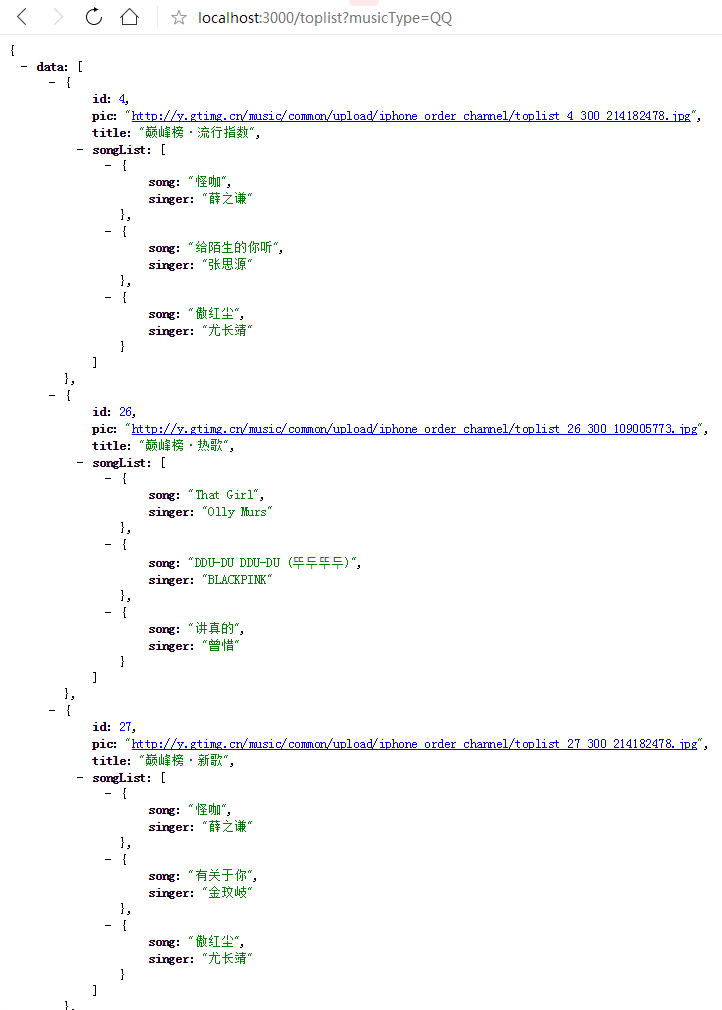 localhost:3000/toplist?musicType=QQ
{
− data: [
− {
id: 4,
pic: "http://y.gtimg.cn/music/common/upload/iphone_order_channel/toplist_4_300_214182478.jpg",
title: "巅峰榜·流行指数",
− songList: [
− {
song: "怪咖",
singer: "薛之谦"
},
− {
song: "给陌生的你听",
singer: "张思源"
},
− {
song: "傲红尘",
singer: "尤长靖"
}
]
},
− {
id: 26,
pic: "http://y.gtimg.cn/music/common/upload/iphone_order_channel/toplist_26_300_109005773.jpg",
title: "巅峰榜·热歌",
− songList: [
− {
song: "That Girl",
singer: "Olly Murs"
},
− {
song: "DDU-DU DDU-DU (뚜두뚜두)",
singer: "BLACKPINK"
},
− {
song: "讲真的",
singer: "曾惜"
}
]
},
− {
id: 27,
pic: "http://y.gtimg.cn/music/common/upload/iphone_order_channel/toplist_27_300_214182478.jpg",
title: "巅峰榜·新歌",
− songList: [
− {
song: "怪咖",
singer: "薛之谦"
},
− {
song: "有关于你",
singer: "金玟岐"
},
− {
song: "傲红尘",
singer: "尤长靖"
}
]
},